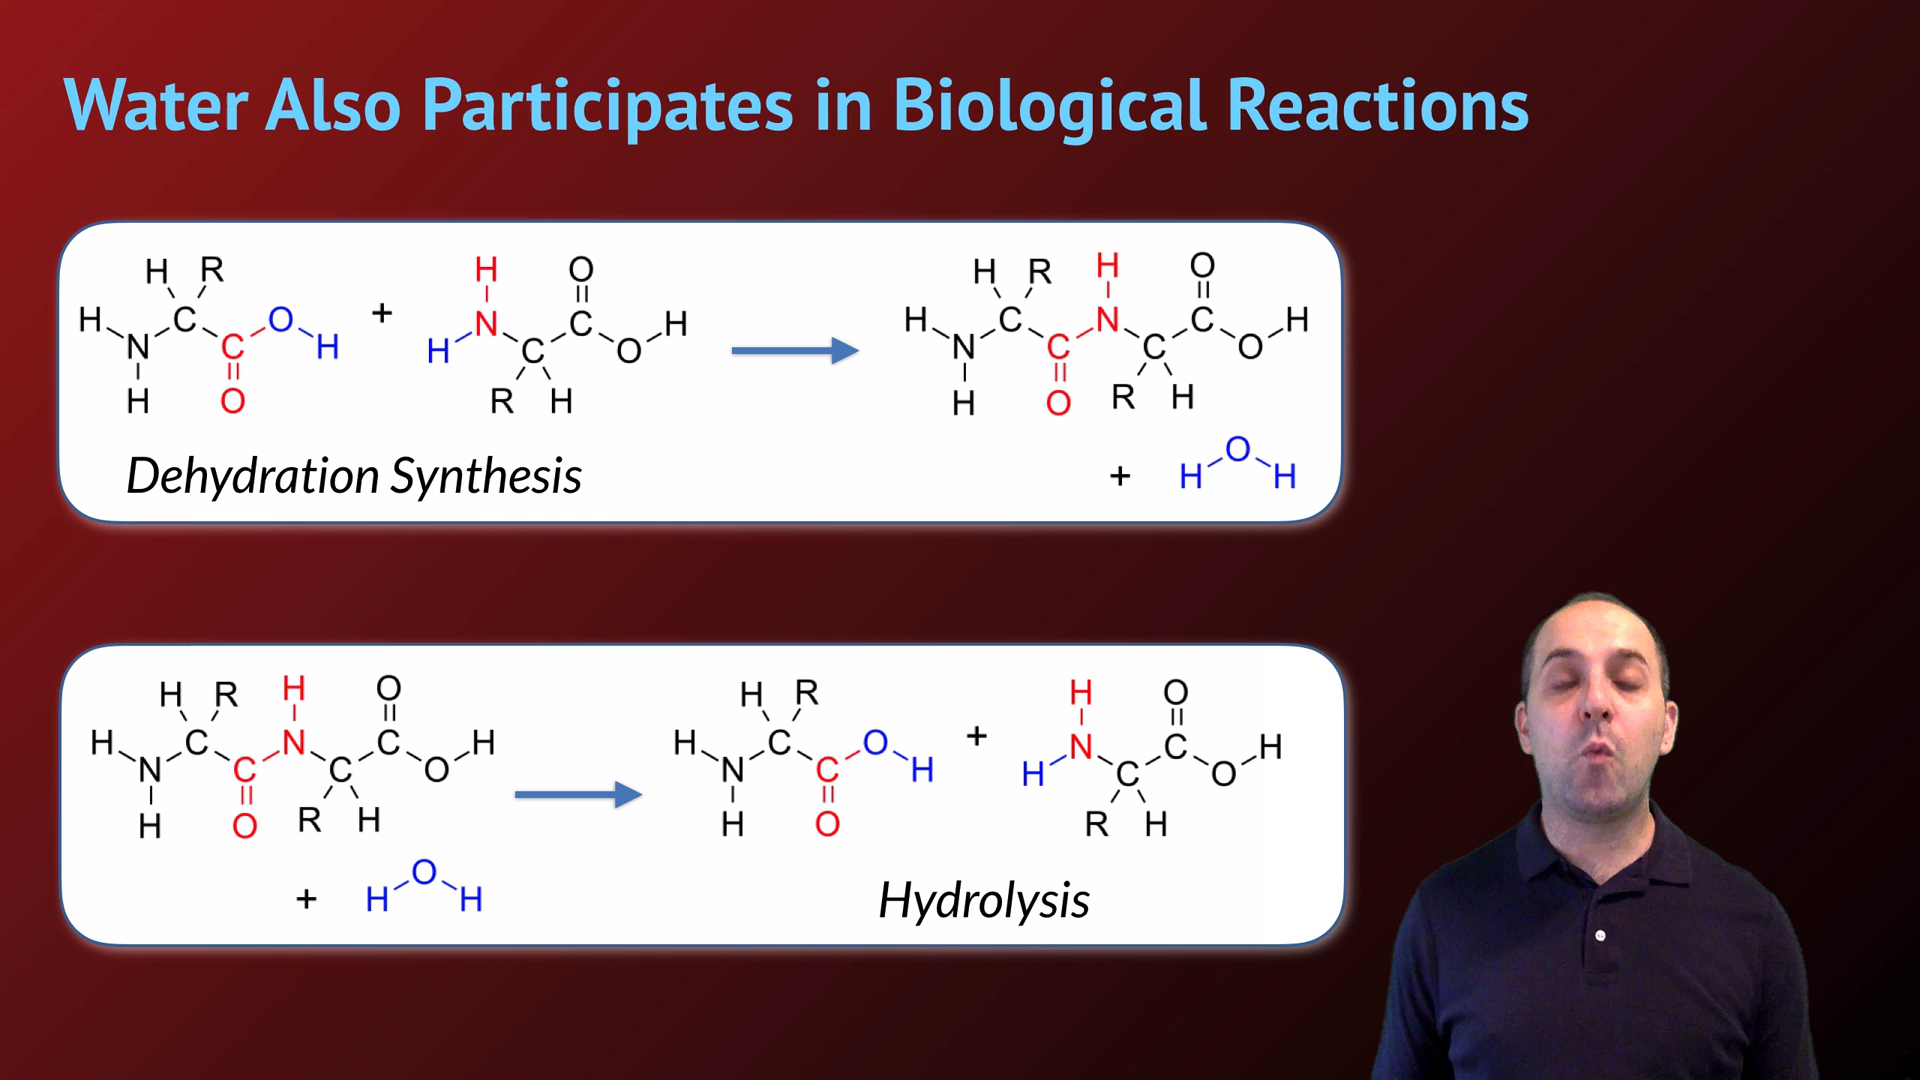 Water Also Participates in Biological Reactions
H R H O
H C + N C H H R H O
N C O H H C O H C N C H
H O R H N C C O
Dehydration Synthesis H O R H
+ H O H
H R H O H R H O
H C N C H H C O + N C H
N C C O N C H H C O
H O R H H O R H
+ H O H
Hydrolysis